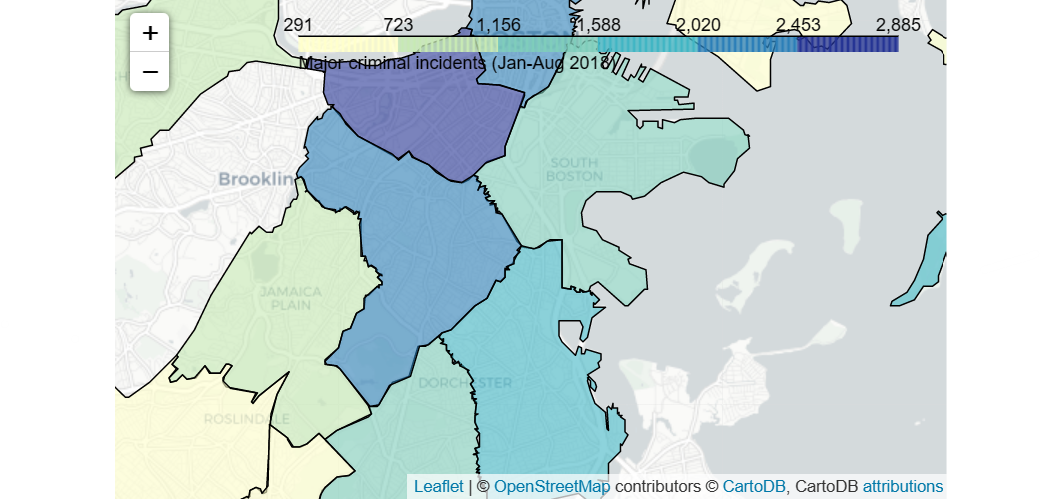 +
−
291 723 1,156 1,588 2,020 2,453 2,885
Major criminal incidents (Jan-Aug 2018)
Brooklin
SOUTH
BOSTON
JAMAICA
PLAIN
DORCHESTER
ROSLINDALE
Leaflet | © OpenStreetMap contributors © CartoDB, CartoDB attributions